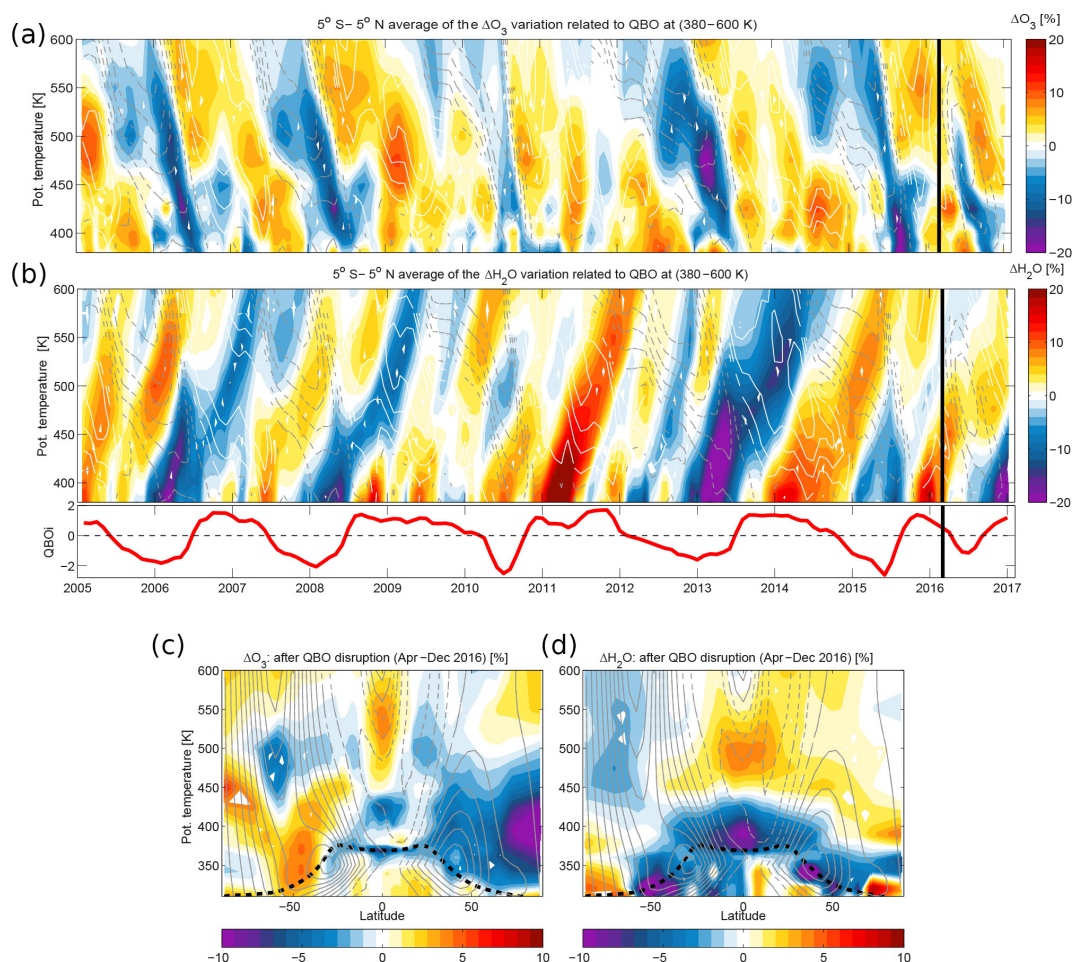 (a)
5° S– 5° N average of the ΔO3 variation related to QBO at (380−600 K)
ΔO3 [%]
Pot. temperature [K]
600
550
500
450
400
20
10
0
−10
−20
(b)
5° S– 5° N average of the ΔH2O variation related to QBO at (380−600 K)
ΔH2O [%]
Pot. temperature [K]
600
550
500
450
400
20
10
0
−10
−20
QBOi
2
0
−2
2005 2006 2007 2008 2009 2010 2011 2012 2013 2014 2015 2016 2017
(c)
ΔO3: after QBO disruption (Apr−Dec 2016) [%]
Pot. temperature [K]
600
550
500
450
400
350
−50 0 50
Latitude
−10 −5 0 5 10
(d)
ΔH2O: after QBO disruption (Apr−Dec 2016) [%]
600
550
500
450
400
350
−50 0 50
Latitude
−10 −5 0 5 10